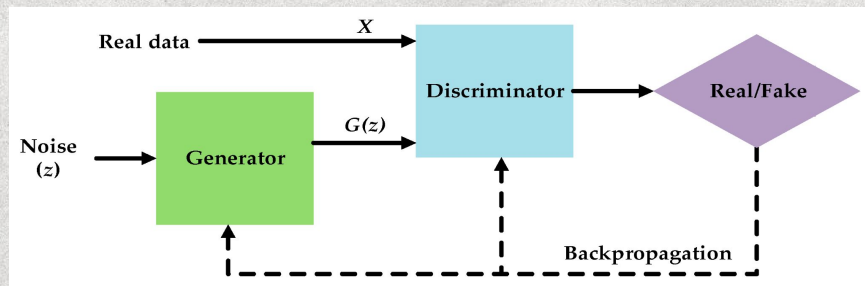 Real data
X
Discriminator
Real/Fake
G(z)
Noise
(z)
Generator
Backpropagation